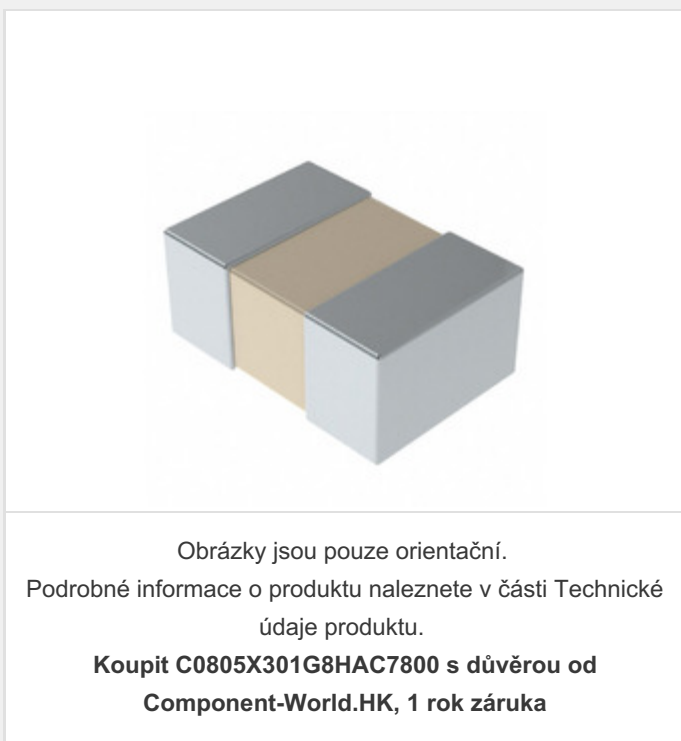 Obrázky jsou pouze orientační.
Podrobné informace o produktu naleznete v části Technické
údaje produktu.
Koupit C0805X301G8HAC7800 s důvěrou od
Component-World.HK, 1 rok záruka